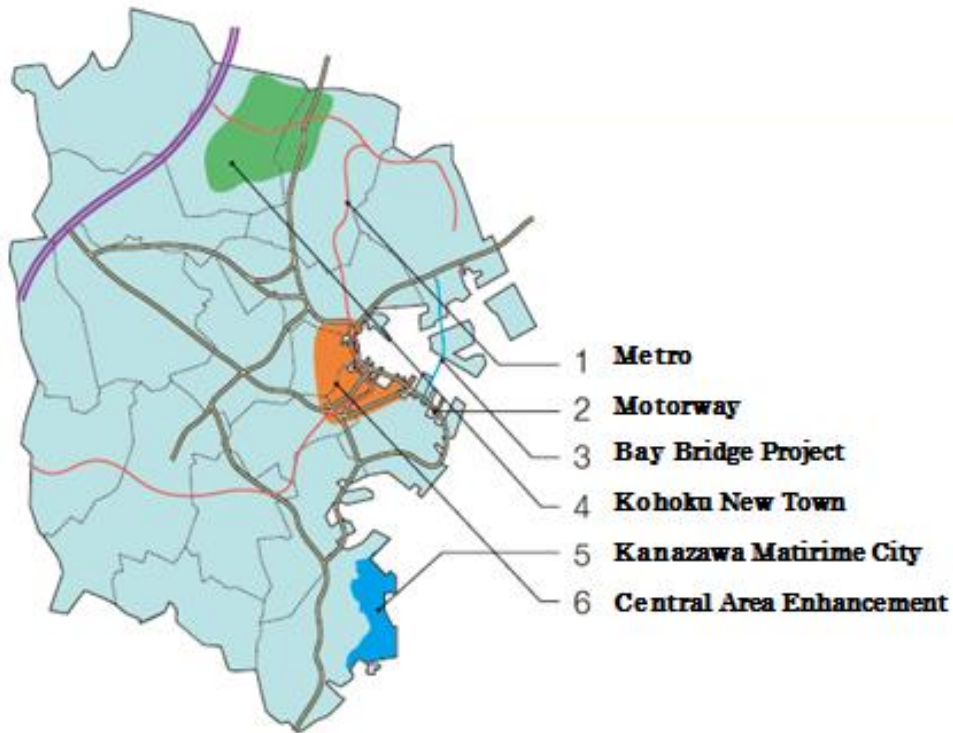 1 Metro
2 Motorway
3 Bay Bridge Project
4 Kohoku New Town
5 Kanazawa Matirime City
6 Central Area Enhancement